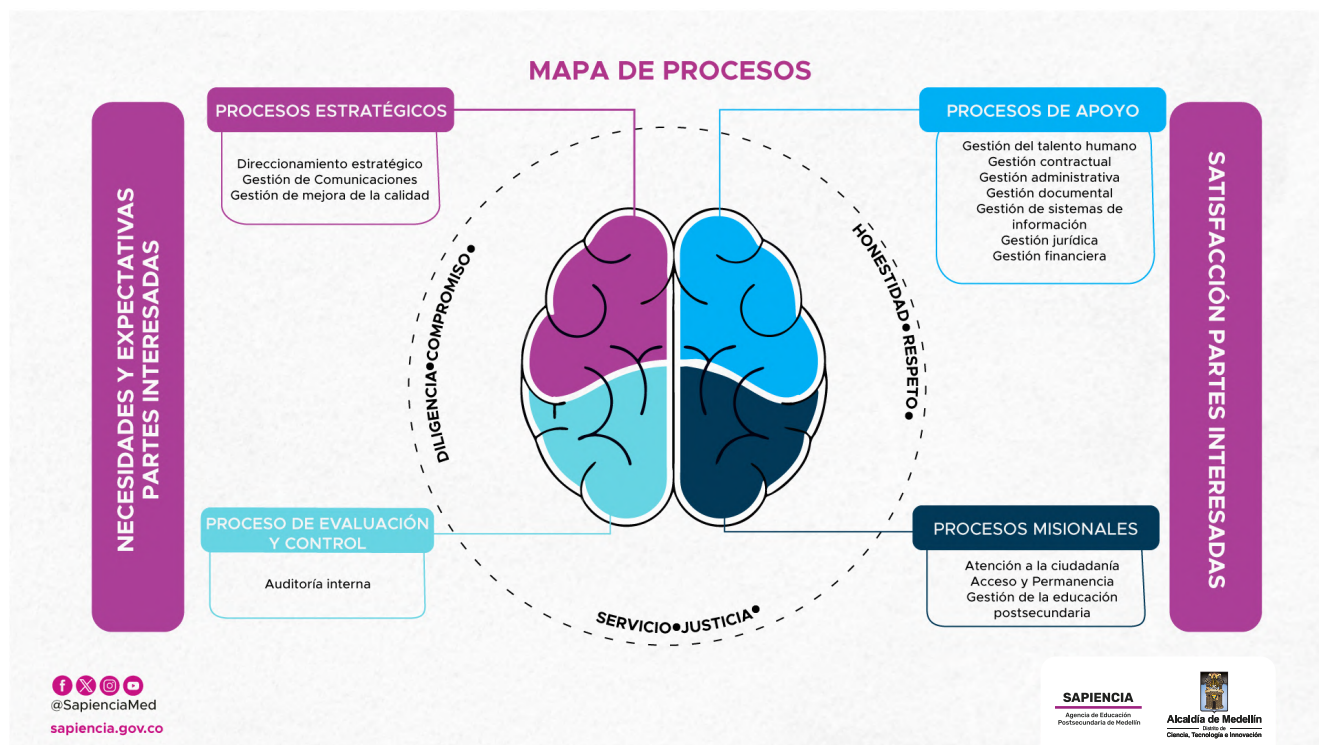 MAPA DE PROCESOS
NECESIDADES Y EXPECTATIVAS
PARTES INTERESADAS
PROCESOS ESTRATÉGICOS
Direccionamiento estratégico
Gestión de Comunicaciones
Gestión de mejora de la calidad
PROCESOS DE APOYO
Gestión del talento humano
Gestión contractual
Gestión administrativa
Gestión documental
Gestión de sistemas de
información
Gestión jurídica
Gestión financiera
SATISFACCIÓN PARTES INTERESADAS
DILIGENCIA•COMPROMISO•
HONESTIDAD•RESPETO•
SERVICIO•JUSTICIA•
PROCESO DE EVALUACIÓN
Y CONTROL
Auditoría interna
PROCESOS MISIONALES
Atención a la ciudadanía
Acceso y Permanencia
Gestión de la educación
postsecundaria
@SapienciaMed
sapiencia.gov.co
SAPIENCIA
Agencia de Educación
Postsecundaria de Medellín
Alcaldía de Medellín
Distrito de
Ciencia, Tecnología e Innovación